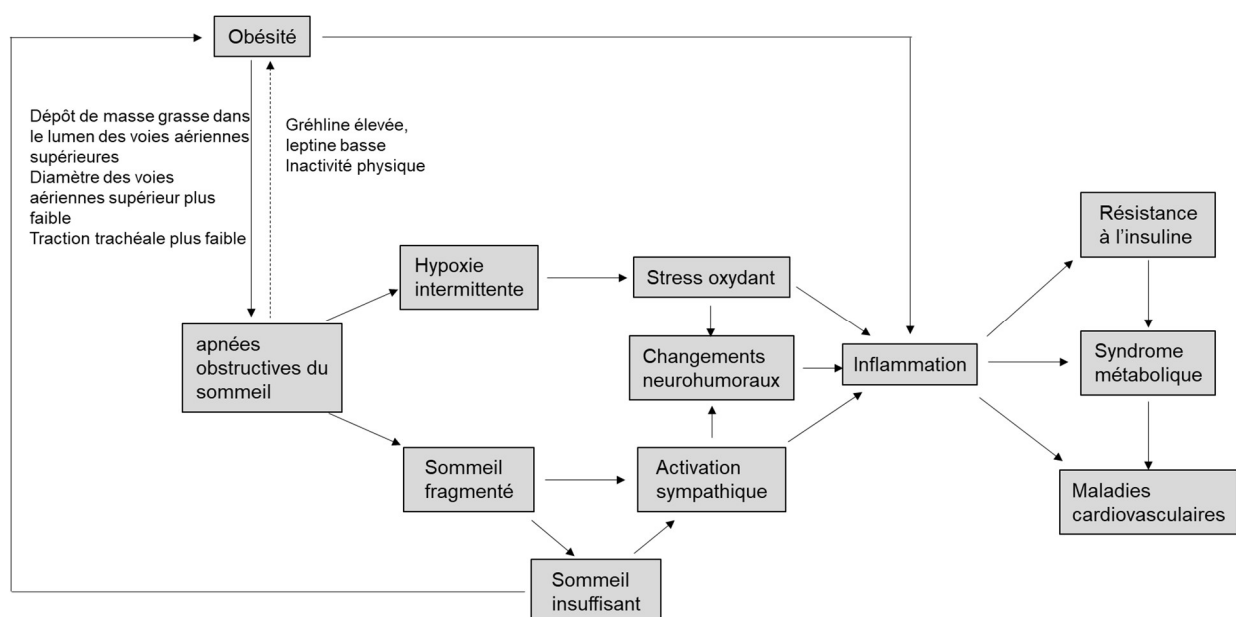 Obésité
Dépôt de masse grasse dans
le lumen des voies aériennes
supérieures
Diamètre des voies
aériennes supérieur plus
faible
Traction trachéale plus faible
Gréhline élevée,
leptine basse
Inactivité physique
apnées
obstructives du
sommeil
Hypoxie
intermittente
Sommeil
fragmenté
Sommeil
insuffisant
Stress oxydant
Changements
neurohumoraux
Activation
sympathique
Inflammation
Résistance
à l'insuline
Syndrome
métabolique
Maladies
cardiovasculaires